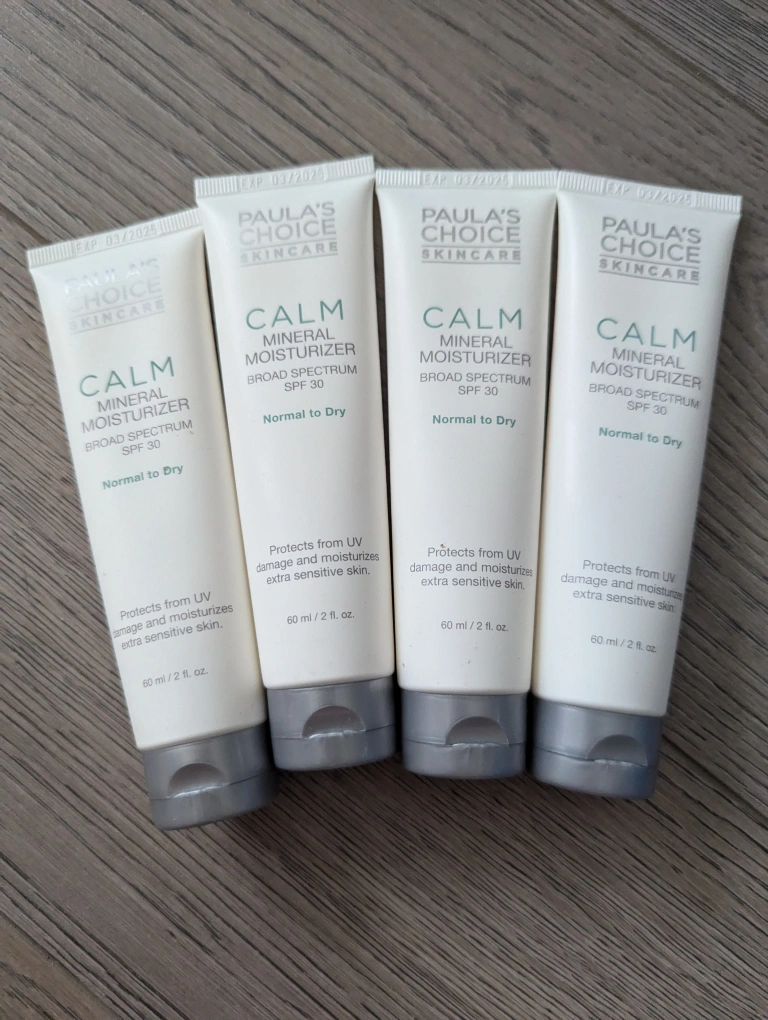 EXP 03/2025
PAULA'S
CHOICE
SKINCARE
CALM
MINERAL
MOISTURIZER
BROAD SPECTRUM
SPF 30
Normal to Dry
Protects from UV
damage and moisturizes
extra sensitive skin.
60 ml / 2 fl. oz.
EXP 03/2025
PAULA'S
CHOICE
SKINCARE
CALM
MINERAL
MOISTURIZER
BROAD SPECTRUM
SPF 30
Normal to Dry
Protects from UV
damage and moisturizes
extra sensitive skin.
60 ml / 2 fl. oz.
EXP 03/2025
PAULA'S
CHOICE
SKINCARE
CALM
MINERAL
MOISTURIZER
BROAD SPECTRUM
SPF 30
Normal to Dry
Protects from UV
damage and moisturizes
extra sensitive skin.
60 ml / 2 fl. oz.
EXP 03/2025
PAULA'S
CHOICE
SKINCARE
CALM
MINERAL
MOISTURIZER
BROAD SPECTRUM
SPF 30
Normal to Dry
Protects from UV
damage and moisturizes
extra sensitive skin.
60 ml / 2 fl. oz.